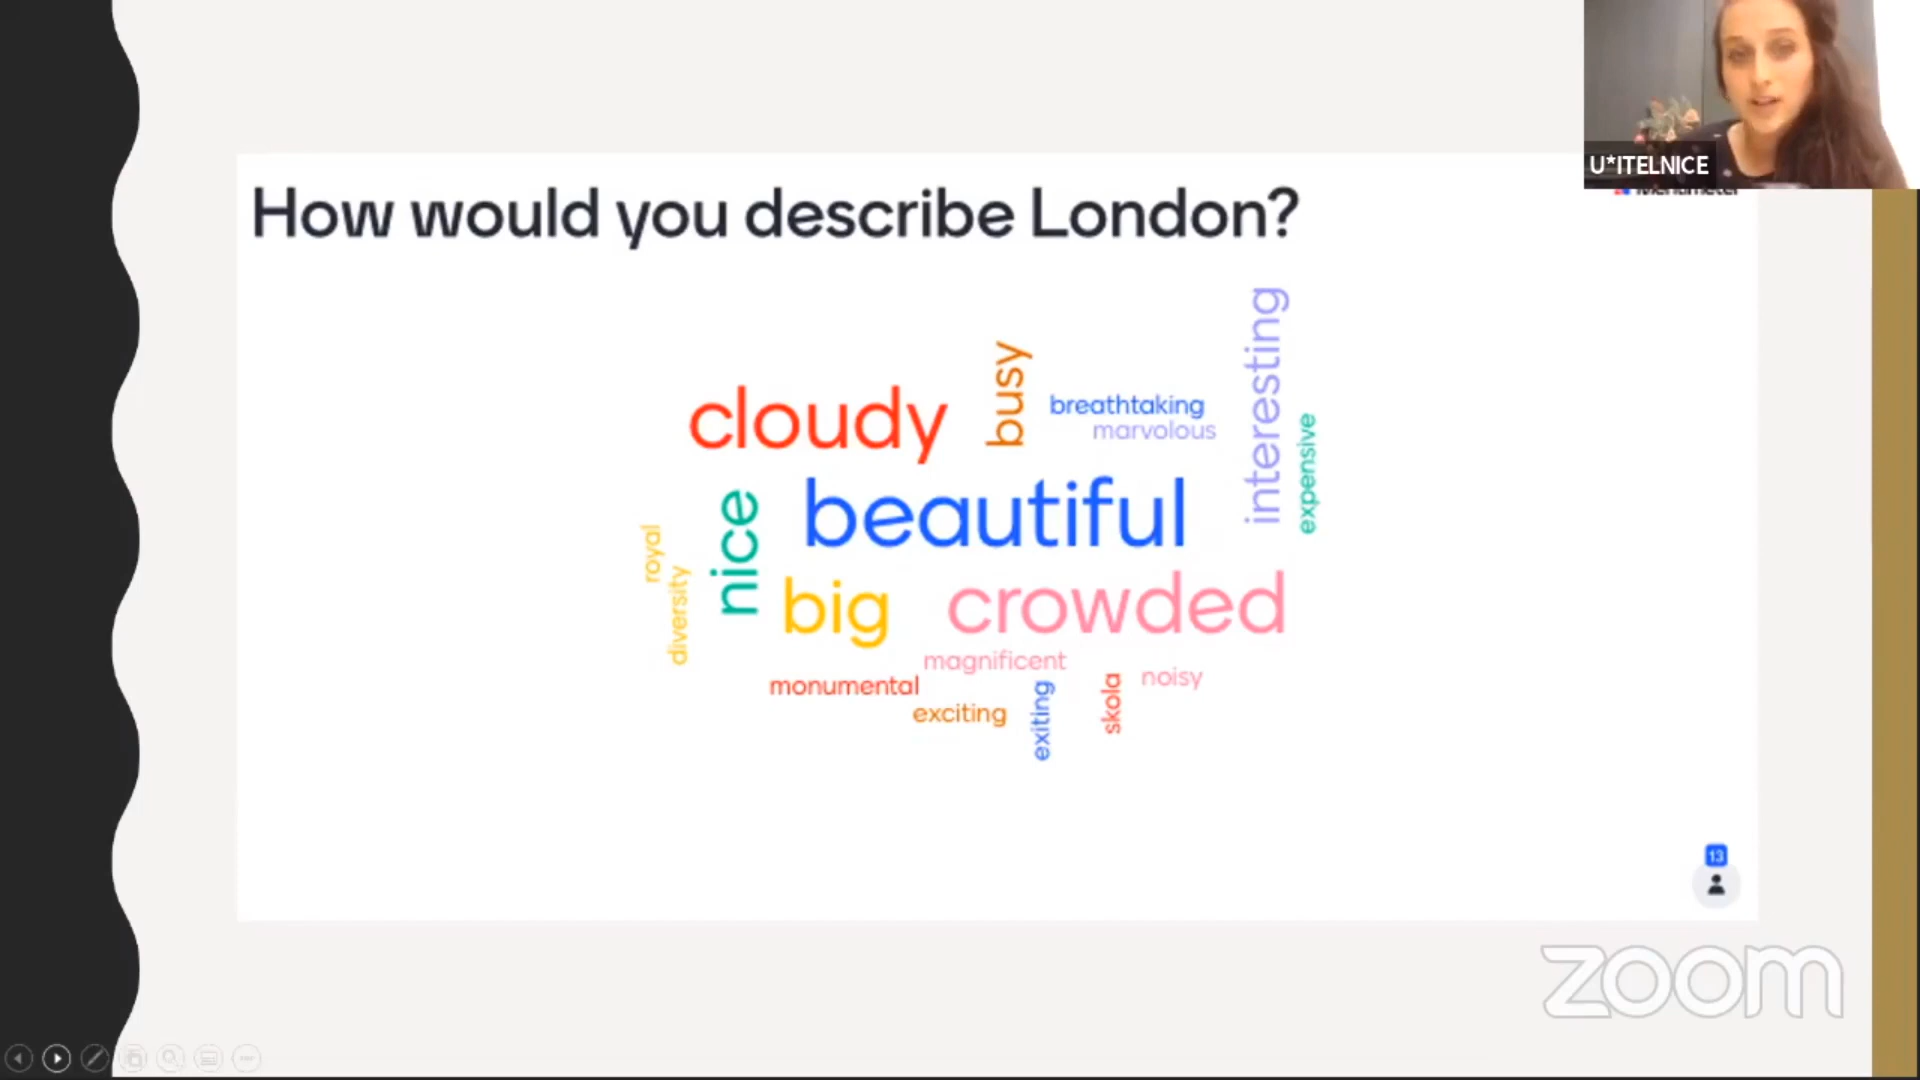 U*ITELNICE
How would you describe London?
interesting
busy
cloudy
breathtaking
marvolous
expensive
beautiful
nice
royal
diversity
big
crowded
magnificent
monumental
noisy
skola
exciting
exiting
13
zoom